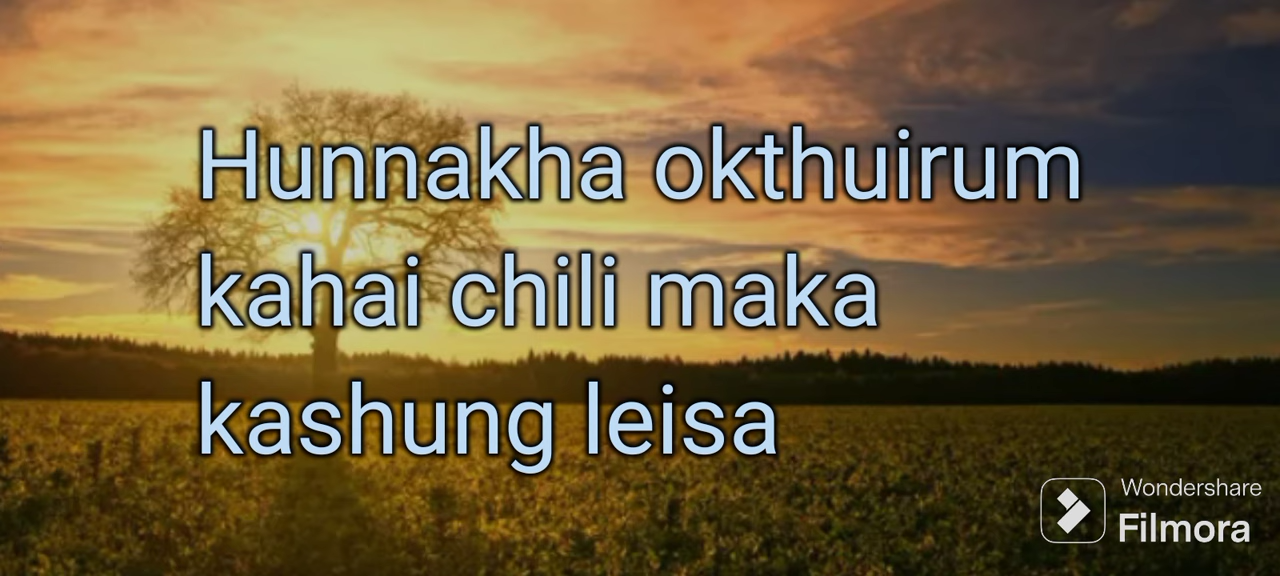 Hunnakha okthuirum
kahai chili maka
kashung leisa
Wondershare
Filmora